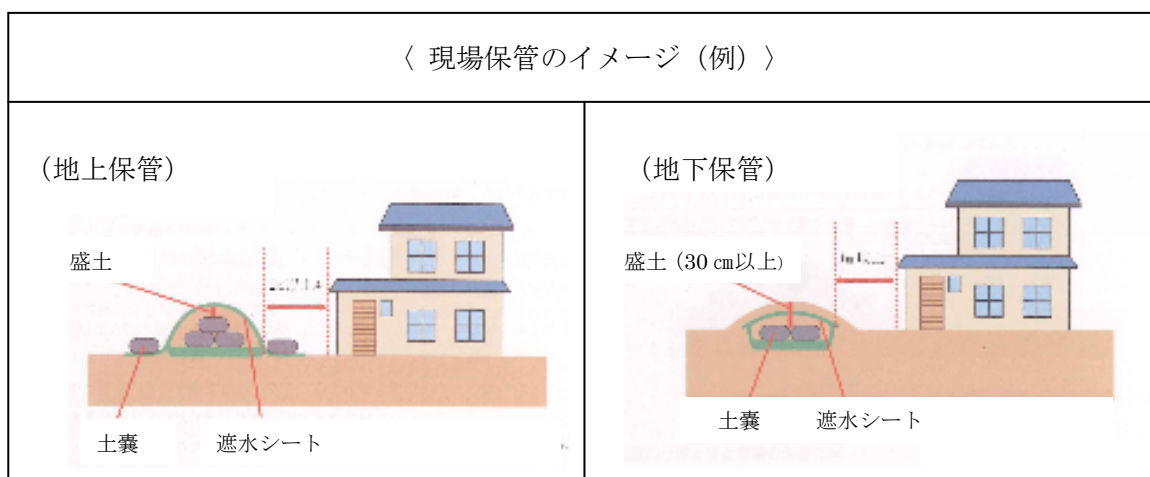 〈 現場保管のイメージ（例）〉
（地上保管）
盛土
土嚢
遮水シート
（地下保管）
盛土（30 ㎝以上）
土嚢
遮水シート